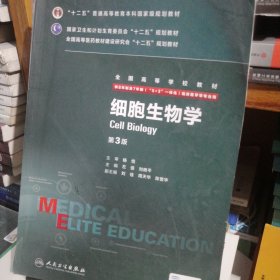 "十二五"普通高等教育本科国家级规划教材
国家卫生和计划生育委员会"十二五"规划教材
全国高等医药教材建设研究会"十二五"规划教材
全国高等学校教材
细胞生物学
Cell Biology
第3版
MEDICAL
ELITE EDUCATION
人民卫生出版社